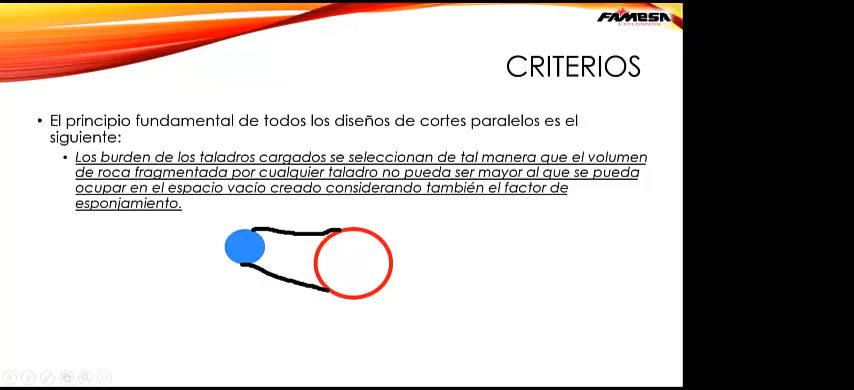 FAMESA
EXPLOSIVOS
CRITERIOS
• El principio fundamental de todos los diseños de cortes paralelos es el
siguiente:
• Los burden de los taladros cargados se seleccionan de tal manera que el volumen
de roca fragmentada por cualquier taladro no pueda ser mayor al que se pueda
ocupar en el espacio vacío creado considerando también el factor de
esponjamiento.